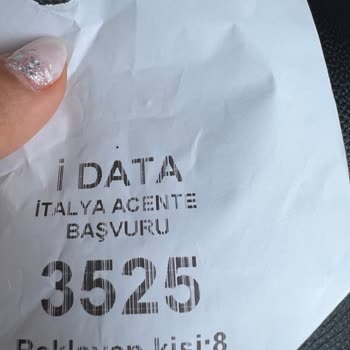 İ DATA
İTALYA ACENTE
BAŞVURU
3525
Bekleyen kişi:8